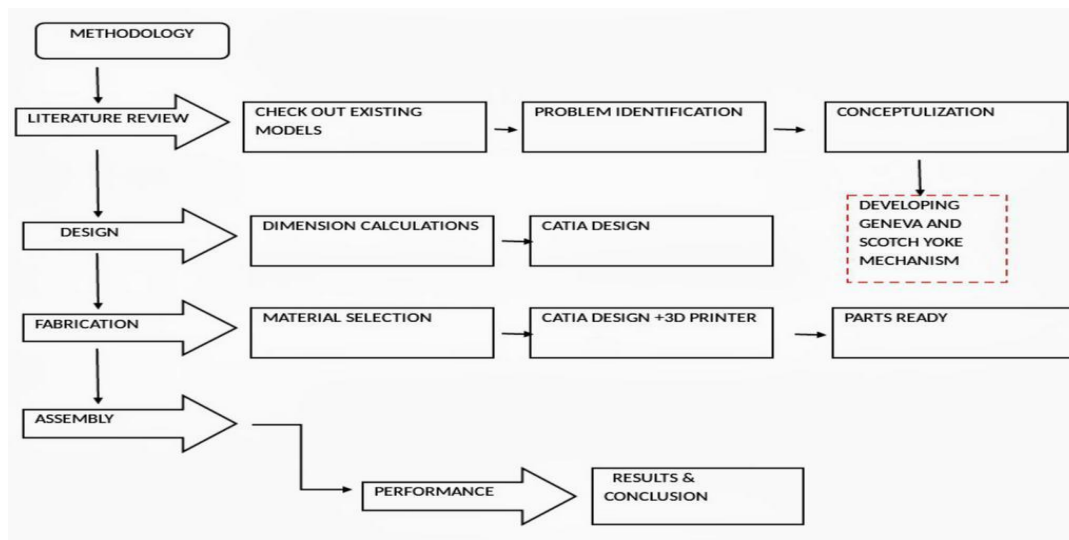 METHODOLOGY
LITERATURE REVIEW
CHECK OUT EXISTING
MODELS
PROBLEM IDENTIFICATION
CONCEPTULIZATION
DEVELOPING
GENEVA AND
SCOTCH YOKE
MECHANISM
DESIGN
DIMENSION CALCULATIONS
CATIA DESIGN
FABRICATION
MATERIAL SELECTION
CATIA DESIGN +3D PRINTER
PARTS READY
ASSEMBLY
PERFORMANCE
RESULTS &
CONCLUSION